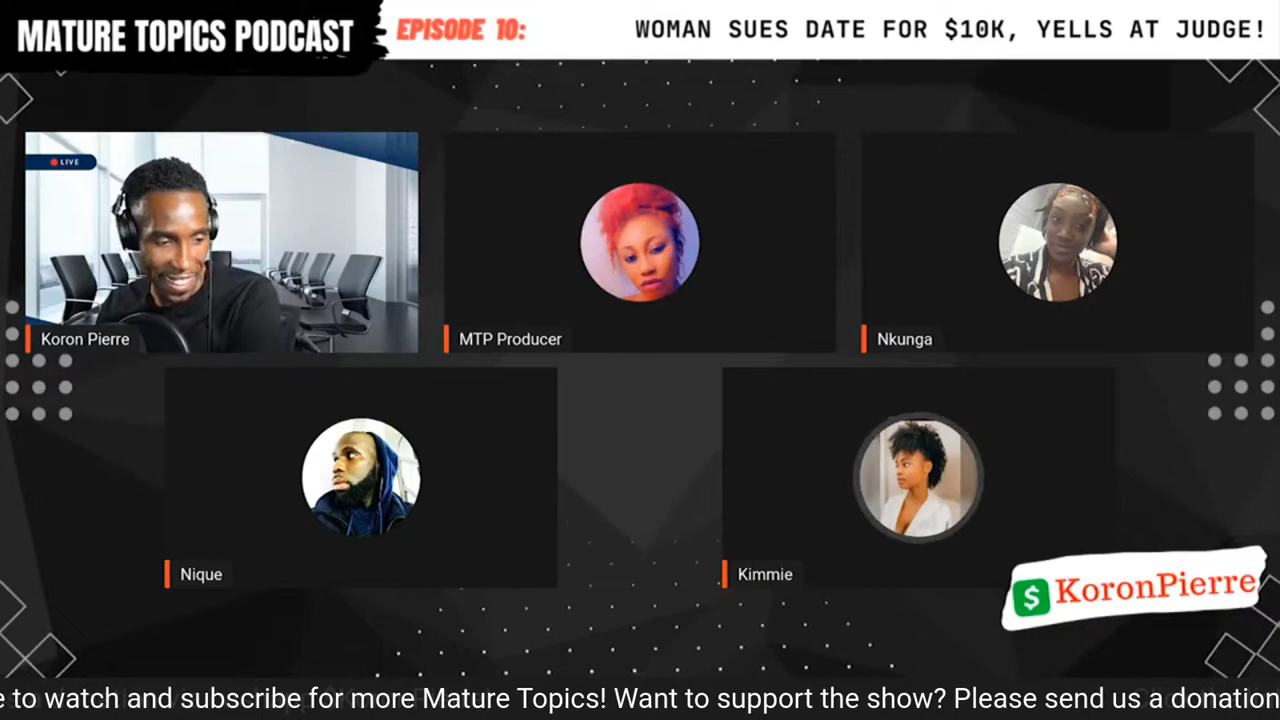 MATURE TOPICS PODCAST
EPISODE 10:
WOMAN SUES DATE FOR $10K, YELLS AT JUDGE!
LIVE
Koron Pierre
MTP Producer
Nkunga
Nique
Kimmie
$ KoronPierre
e to watch and subscribe for more Mature Topics! Want to support the show? Please send us a donation